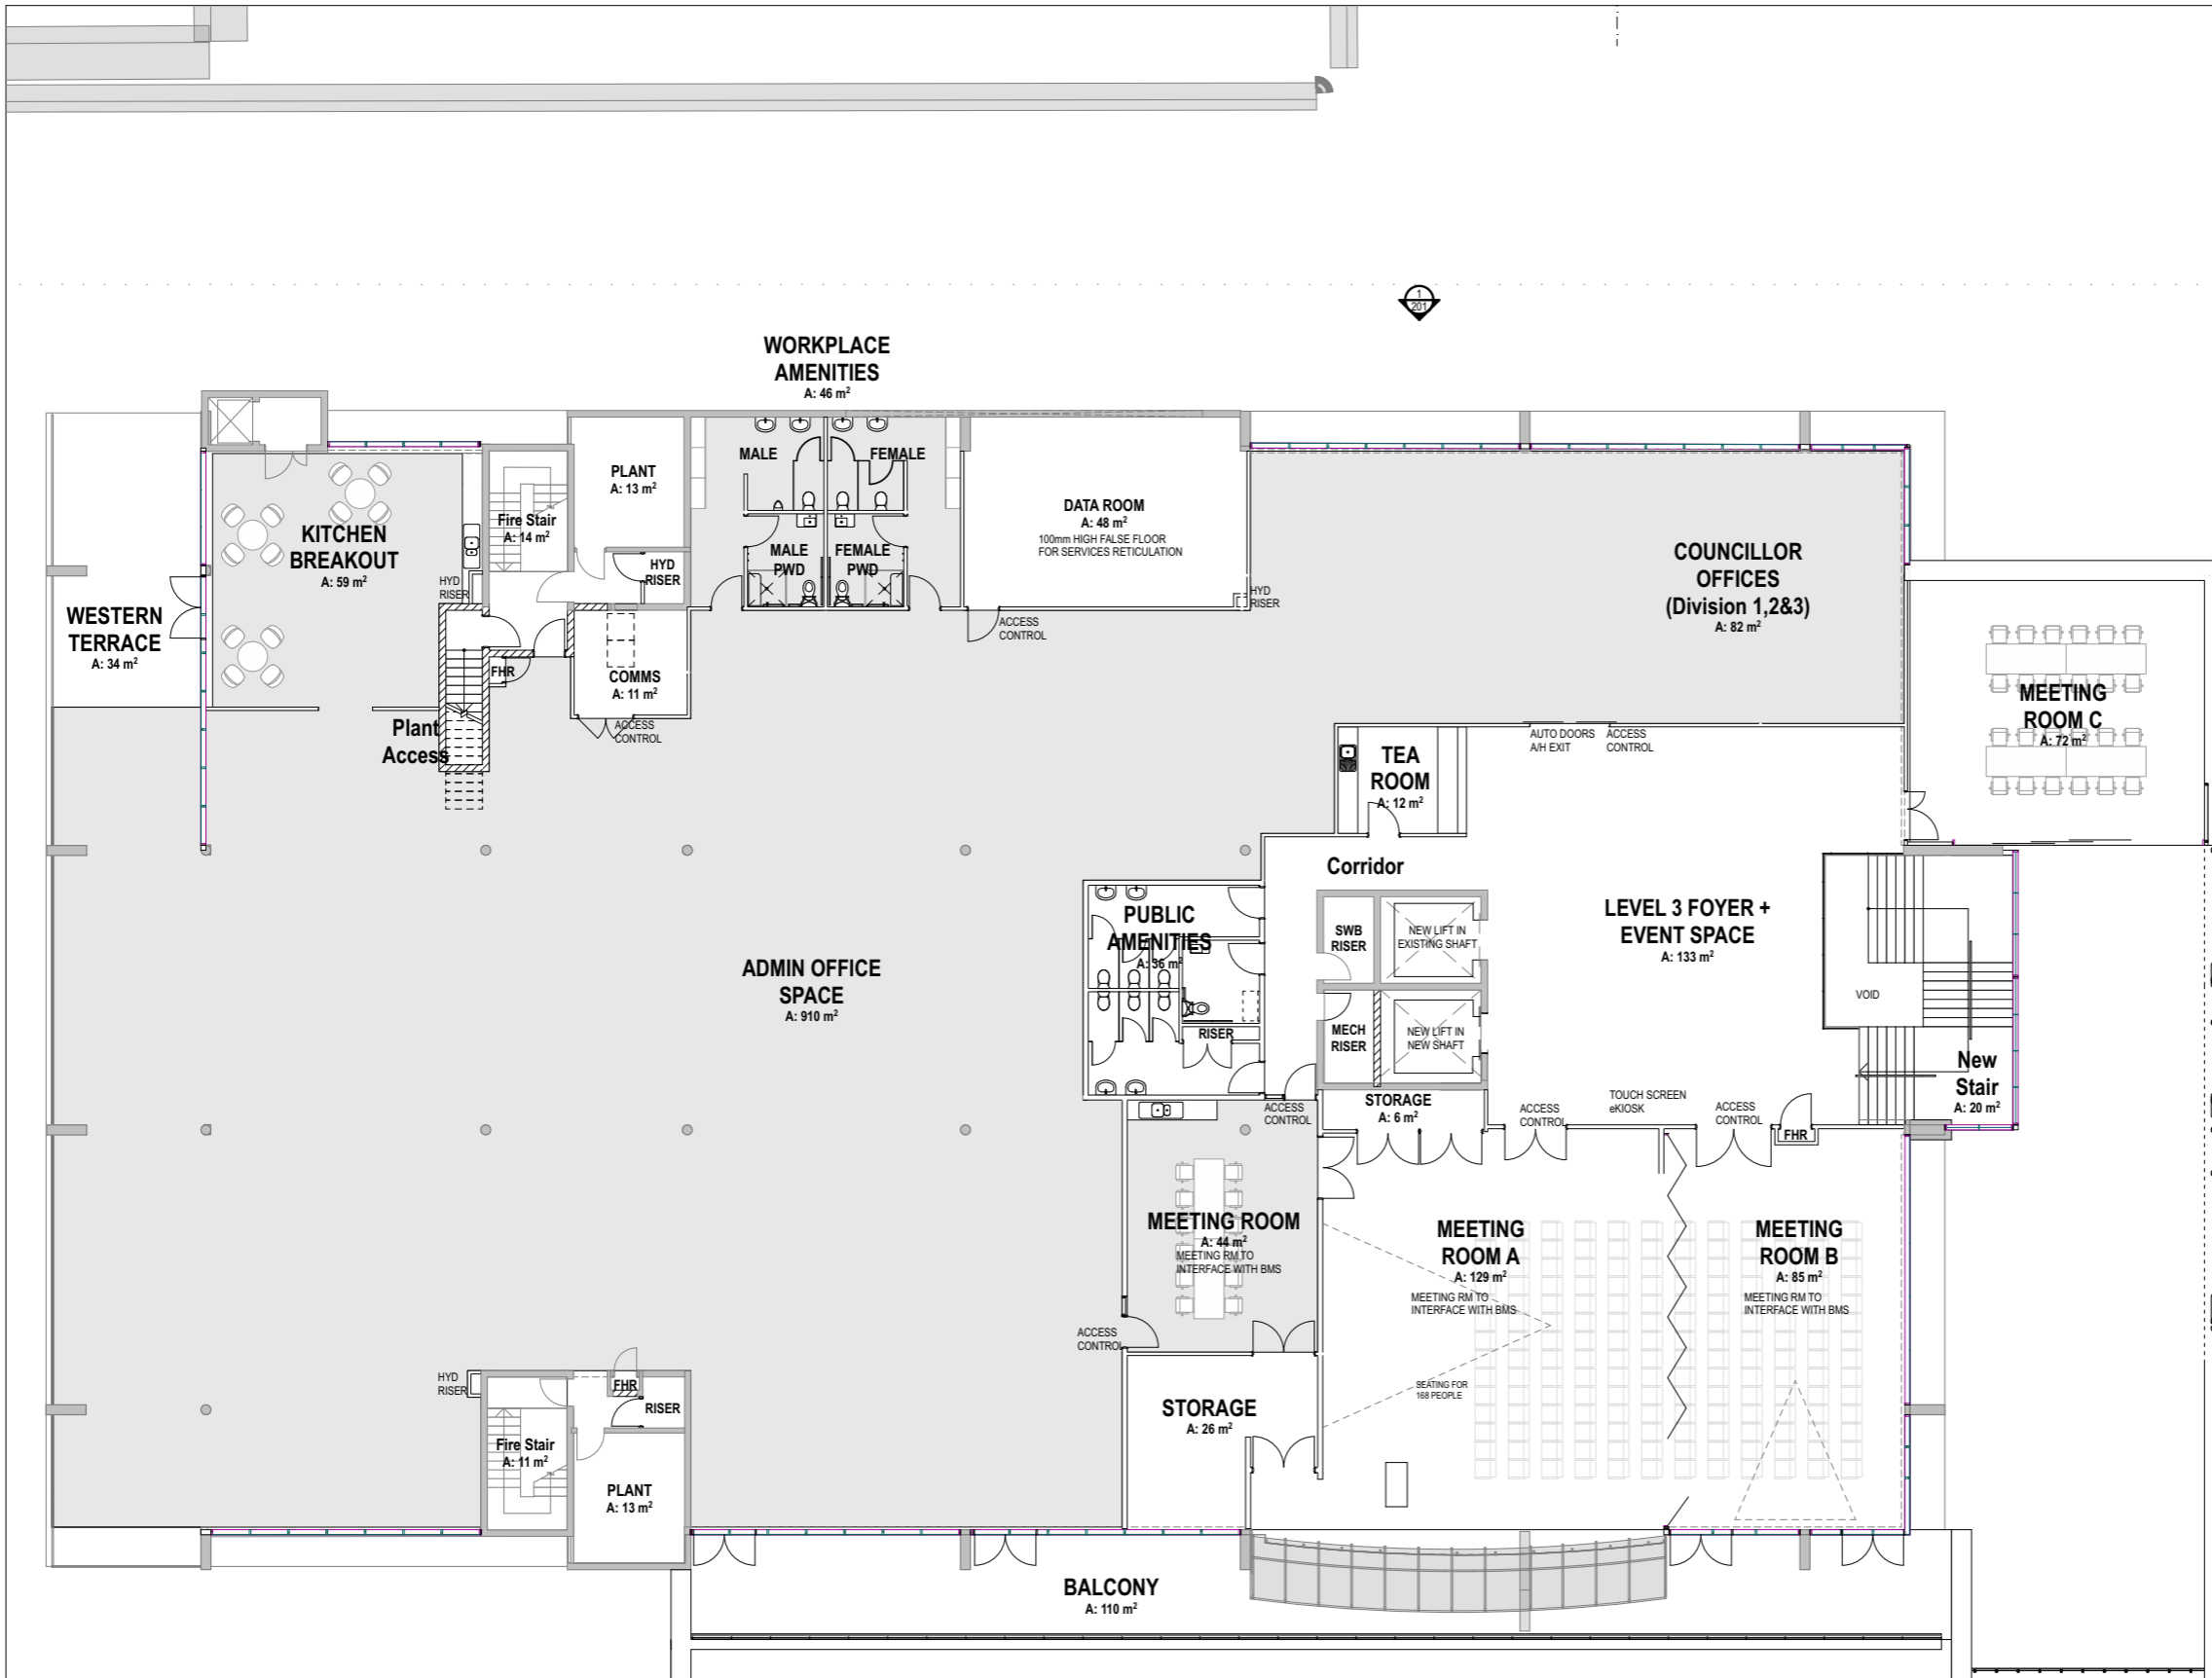 1
201
WORKPLACE
AMENITIES
A: 46 m²
MALE
FEMALE
PLANT
A: 13 m²
Fire Stair
A: 14 m²
KITCHEN
BREAKOUT
A: 59 m²
HYD
RISER
HYD
RISER
MALE
PWD
FEMALE
PWD
DATA ROOM
A: 48 m²
100mm HIGH FALSE FLOOR
FOR SERVICES RETICULATION
HYD
RISER
ACCESS
CONTROL
COUNCILLOR
OFFICES
(Division 1,2&3)
A: 82 m²
WESTERN
TERRACE
A: 34 m²
FHR
COMMS
A: 11 m²
ACCESS
CONTROL
Plant
Access
MEETING
ROOM C
A: 72 m²
AUTO DOORS
A/H EXIT
ACCESS
CONTROL
TEA
ROOM
A: 12 m²
Corridor
PUBLIC
AMENITIES
A: 36 m²
SWB
RISER
NEW LIFT IN
EXISTING SHAFT
LEVEL 3 FOYER +
EVENT SPACE
A: 133 m²
ADMIN OFFICE
SPACE
A: 910 m²
VOID
RISER
MECH
RISER
NEW LIFT IN
NEW SHAFT
New
Stair
A: 20 m²
ACCESS
CONTROL
STORAGE
A: 6 m²
ACCESS
CONTROL
TOUCH SCREEN
eKIOSK
ACCESS
CONTROL
FHR
MEETING ROOM
A: 44 m²
MEETING RM TO
INTERFACE WITH BMS
MEETING
ROOM A
A: 129 m²
MEETING RM TO
INTERFACE WITH BMS
MEETING
ROOM B
A: 85 m²
MEETING RM TO
INTERFACE WITH BMS
ACCESS
CONTROL
SEATING FOR
168 PEOPLE
HYD
RISER
FHR
RISER
STORAGE
A: 26 m²
Fire Stair
A: 11 m²
PLANT
A: 13 m²
BALCONY
A: 110 m²